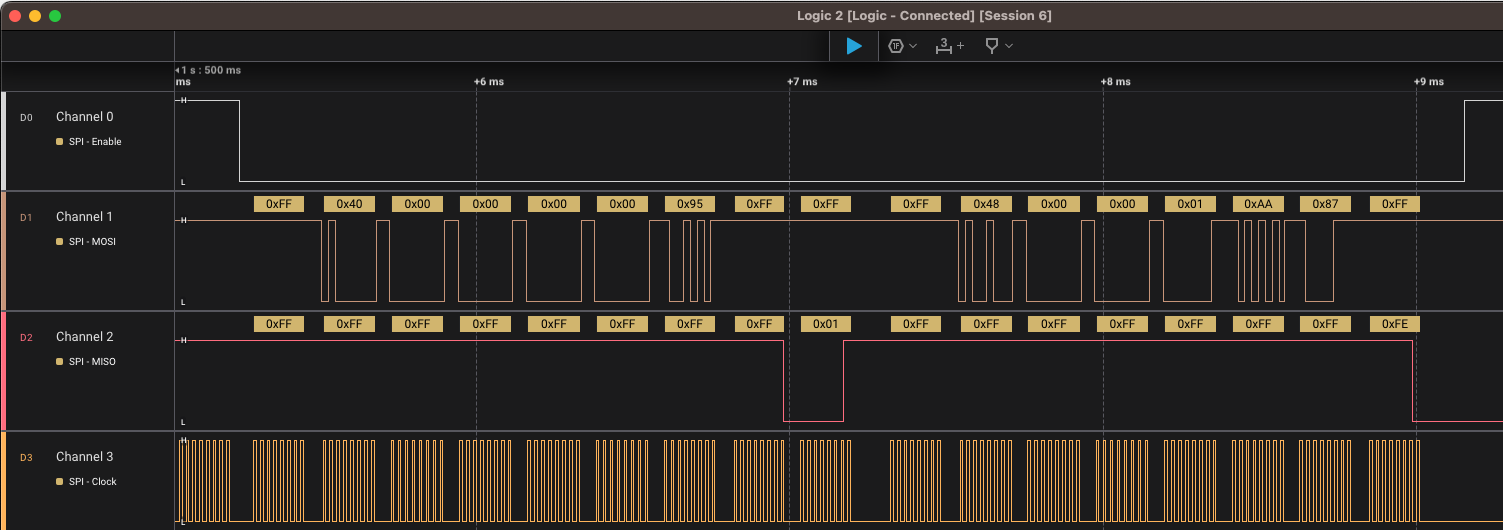 Logic 2 [Logic - Connected] [Session 6]
1F 3 +
1 s : 500 ms
ms +6 ms +7 ms +8 ms +9 ms
D0 Channel 0
SPI - Enable
H
L
0xFF 0x40 0x00 0x00 0x00 0x00 0x95 0xFF 0xFF 0xFF 0x48 0x00 0x00 0x01 0xAA 0x87 0xFF
D1 Channel 1
SPI - MOSI
H
L
0xFF 0xFF 0xFF 0xFF 0xFF 0xFF 0xFF 0xFF 0x01 0xFF 0xFF 0xFF 0xFF 0xFF 0xFF 0xFF 0xFE
D2 Channel 2
SPI - MISO
H
L
D3 Channel 3
SPI - Clock
H
L